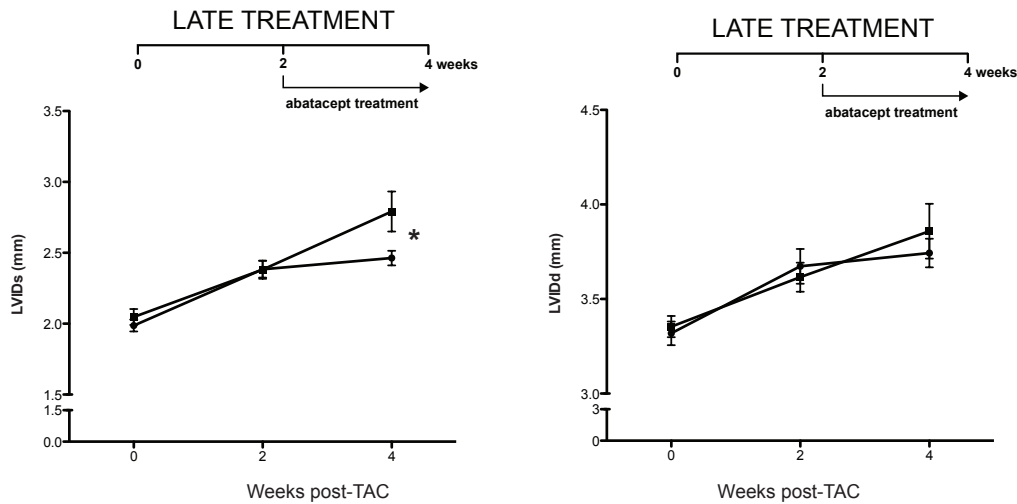 LATE TREATMENT
0 2 4 weeks
abatacept treatment
3.5
3.0
2.5
2.0
1.5
1.5
0.0
LVIDs (mm)
*
0 2 4
Weeks post-TAC
LATE TREATMENT
0 2 4 weeks
abatacept treatment
4.5
4.0
3.5
3.0
3
0
LVIDd (mm)
0 2 4
Weeks post-TAC